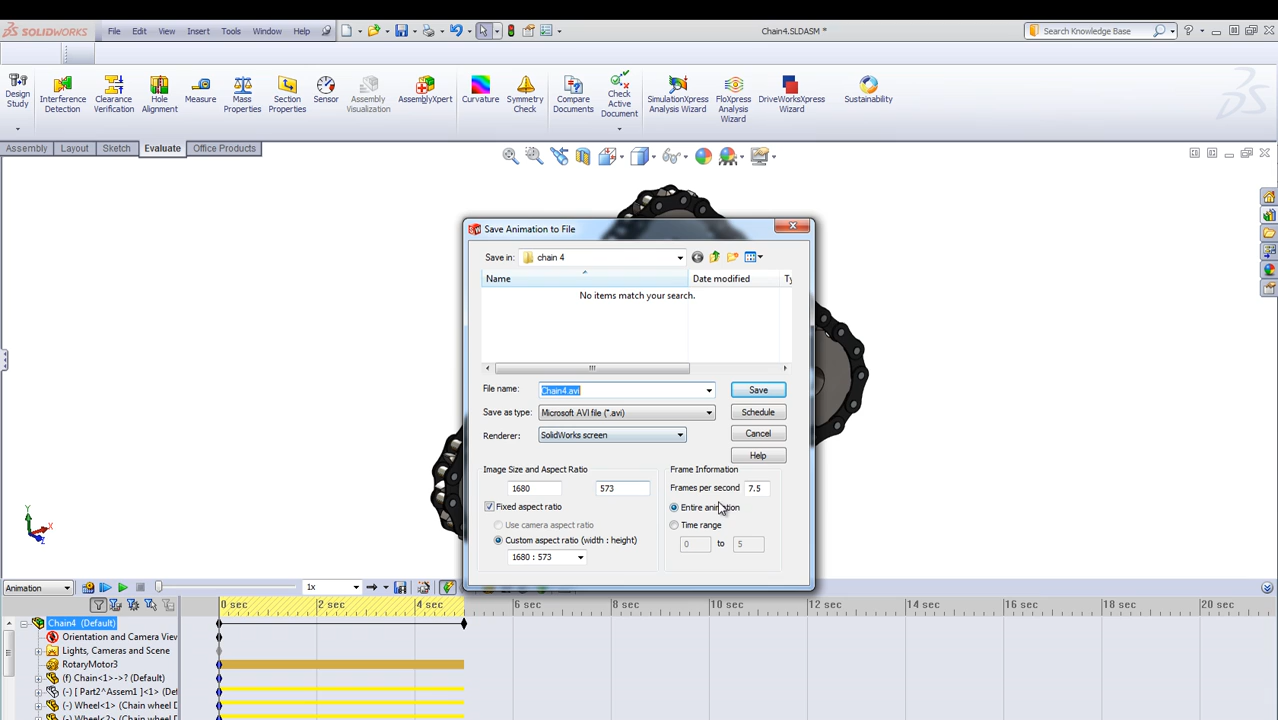 SOLIDWORKS File Edit View Insert Tools Window Help Chain4.SLDASM * Search Knowledge Base
Design Study Interference Detection Clearance Verification Hole Alignment Measure Mass Properties Section Properties Sensor Assembly Visualization AssemblyXpert Curvature Symmetry Check Compare Documents Check Active Document SimulationXpress Analysis Wizard FloXpress Analysis Wizard DriveWorksXpress Wizard Sustainability
Assembly Layout Sketch Evaluate Office Products
Save Animation to File
Save in: chain 4
Name Date modified Ty
No items match your search.
File name: Chain4.avi Save
Save as type: Microsoft AVI file (*.avi) Schedule
Renderer: SolidWorks screen Cancel
Help
Image Size and Aspect Ratio Frame Information
1680 573 Frames per second 7.5
Fixed aspect ratio Entire animation
Use camera aspect ratio Time range
Custom aspect ratio (width : height) 0 to 5
1680 : 573
Animation 1x
0 sec 2 sec 4 sec 6 sec 8 sec 10 sec 12 sec 14 sec 16 sec 18 sec 20 sec
Chain4 (Default)
Orientation and Camera View
Lights, Cameras and Scene
RotaryMotor3
(f) Chain<1>->? (Default)
(-) [ Part2^Assem1 ]<1> (Def
(-) Wheel<1> (Chain wheel D
(-) Wheel<2> (Chain wheel D